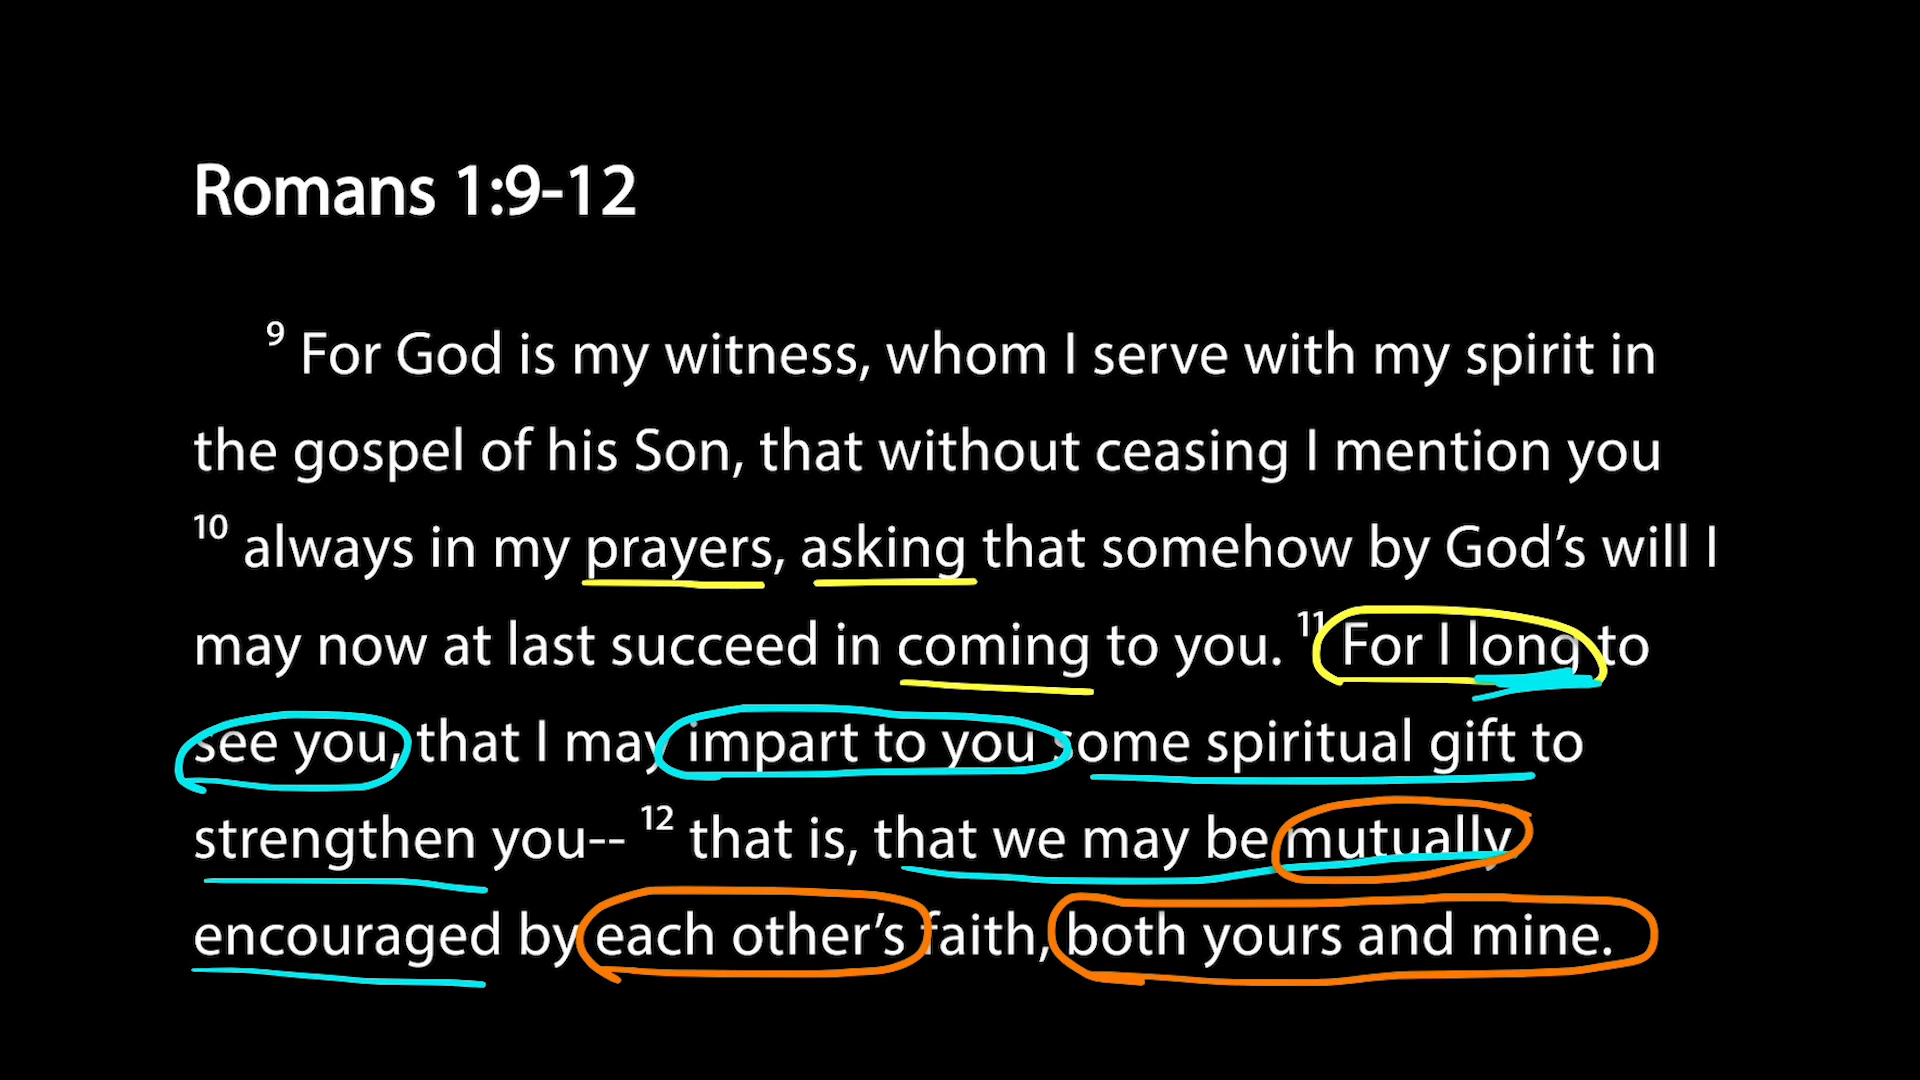 Romans 1:9-12
9 For God is my witness, whom I serve with my spirit in
the gospel of his Son, that without ceasing I mention you
10 always in my prayers, asking that somehow by God’s will I
may now at last succeed in coming to you. 11 For I long to
see you, that I may impart to you some spiritual gift to
strengthen you-- 12 that is, that we may be mutually
encouraged by each other’s faith, both yours and mine.